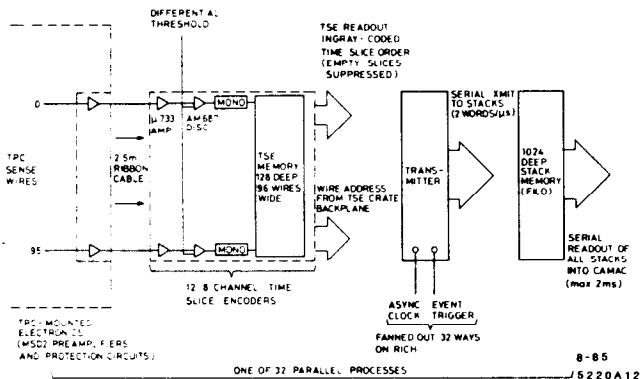 DIFFERENTIAL
THRESHOLD
TSE READOUT
IN GRAY-CODED
TIME SLICE ORDER
(EMPTY SLICES
SUPPRESSED)
0
MONO
µ733
AMP
AM687
DISC
TPC
SENSE
WIRES
2.5m
RIBBON
CABLE
TSE
MEMORY
128 DEEP
96 WIRES
WIDE
WIRE ADDRESS
FROM TSE CRATE
BACKPLANE
95
MONO
12 8 CHANNEL TIME
SLICE ENCODERS
SERIAL XMIT
TO STACKS
(2 WORDS/µs)
TRANS-
MITTER
1024
DEEP
STACK
MEMORY
(FILO)
SERIAL
READOUT OF
ALL STACKS
INTO CAMAC
(max 2ms)
ASYNC
CLOCK
EVENT
TRIGGER
FANNED OUT 32 WAYS
ON RICH
TPC-MOUNTED
ELECTRONICS
(MSD2 PREAMPLIFIERS
AND PROTECTION CIRCUITS)
ONE OF 32 PARALLEL PROCESSES
8-85
5220A12